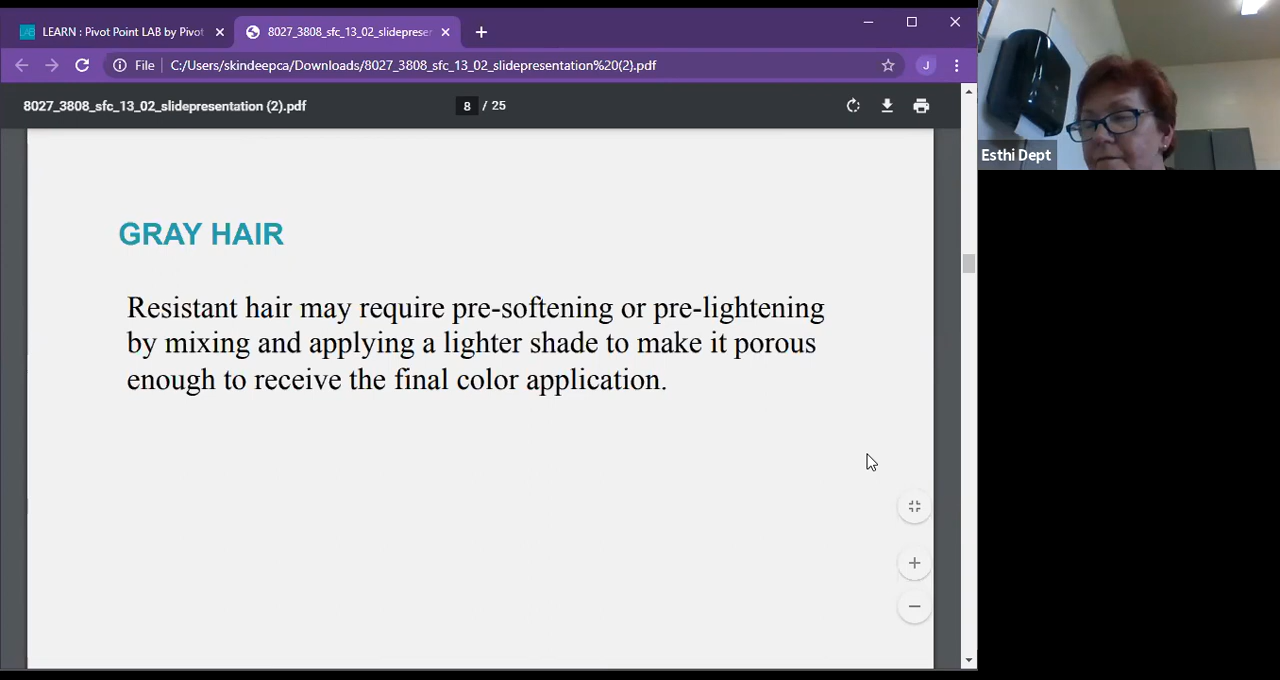 LEARN : Pivot Point LAB by Pivot
8027_3808_sfc_13_02_slidepreser
File
C:/Users/skindeepca/Downloads/8027_3808_sfc_13_02_slidepresentation%20(2).pdf
J
8027_3808_sfc_13_02_slidepresentation (2).pdf
8 / 25
Esthi Dept
GRAY HAIR
Resistant hair may require pre-softening or pre-lightening
by mixing and applying a lighter shade to make it porous
enough to receive the final color application.